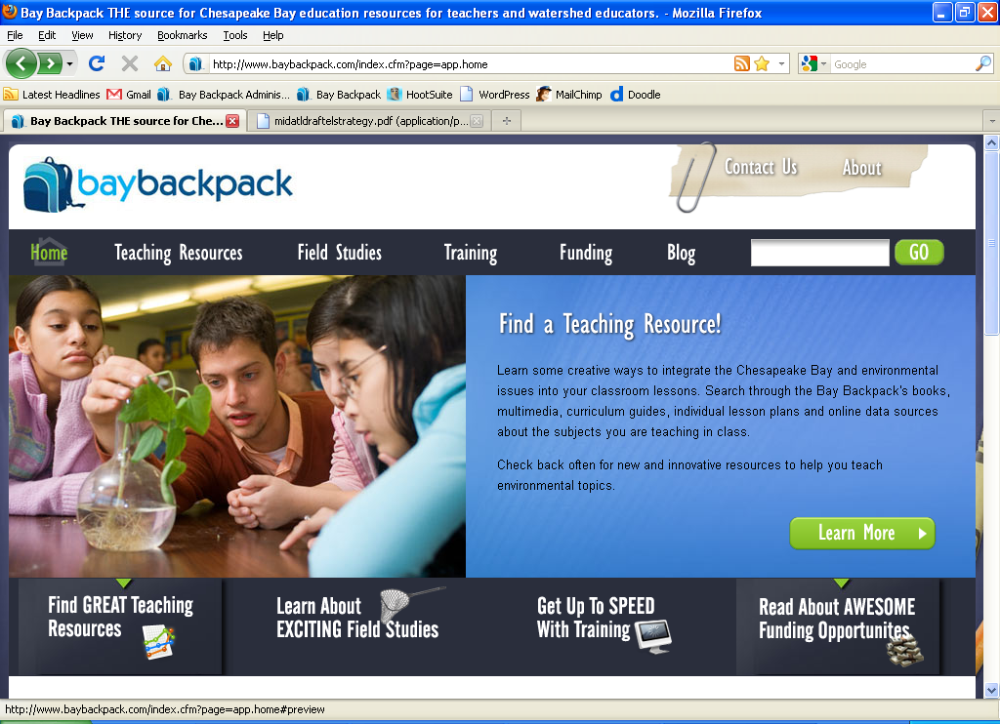 Bay Backpack THE source for Chesapeake Bay education resources for teachers and watershed educators. - Mozilla Firefox
File Edit View History Bookmarks Tools Help
http://www.baybackpack.com/index.cfm?page=app.home
Google
Latest Headlines Gmail Bay Backpack Adminis... Bay Backpack HootSuite WordPress MailChimp Doodle
Bay Backpack THE source for Che... midatldraftelstrategy.pdf (application/p...
baybackpack
Contact Us About
Home Teaching Resources Field Studies Training Funding Blog GO
Find a Teaching Resource!
Learn some creative ways to integrate the Chesapeake Bay and environmental
issues into your classroom lessons. Search through the Bay Backpack's books,
multimedia, curriculum guides, individual lesson plans and online data sources
about the subjects you are teaching in class.
Check back often for new and innovative resources to help you teach
environmental topics.
Learn More
Find GREAT Teaching
Resources
Learn About
EXCITING Field Studies
Get Up To SPEED
With Training
Read About AWESOME
Funding Opportunites
http://www.baybackpack.com/index.cfm?page=app.home#preview